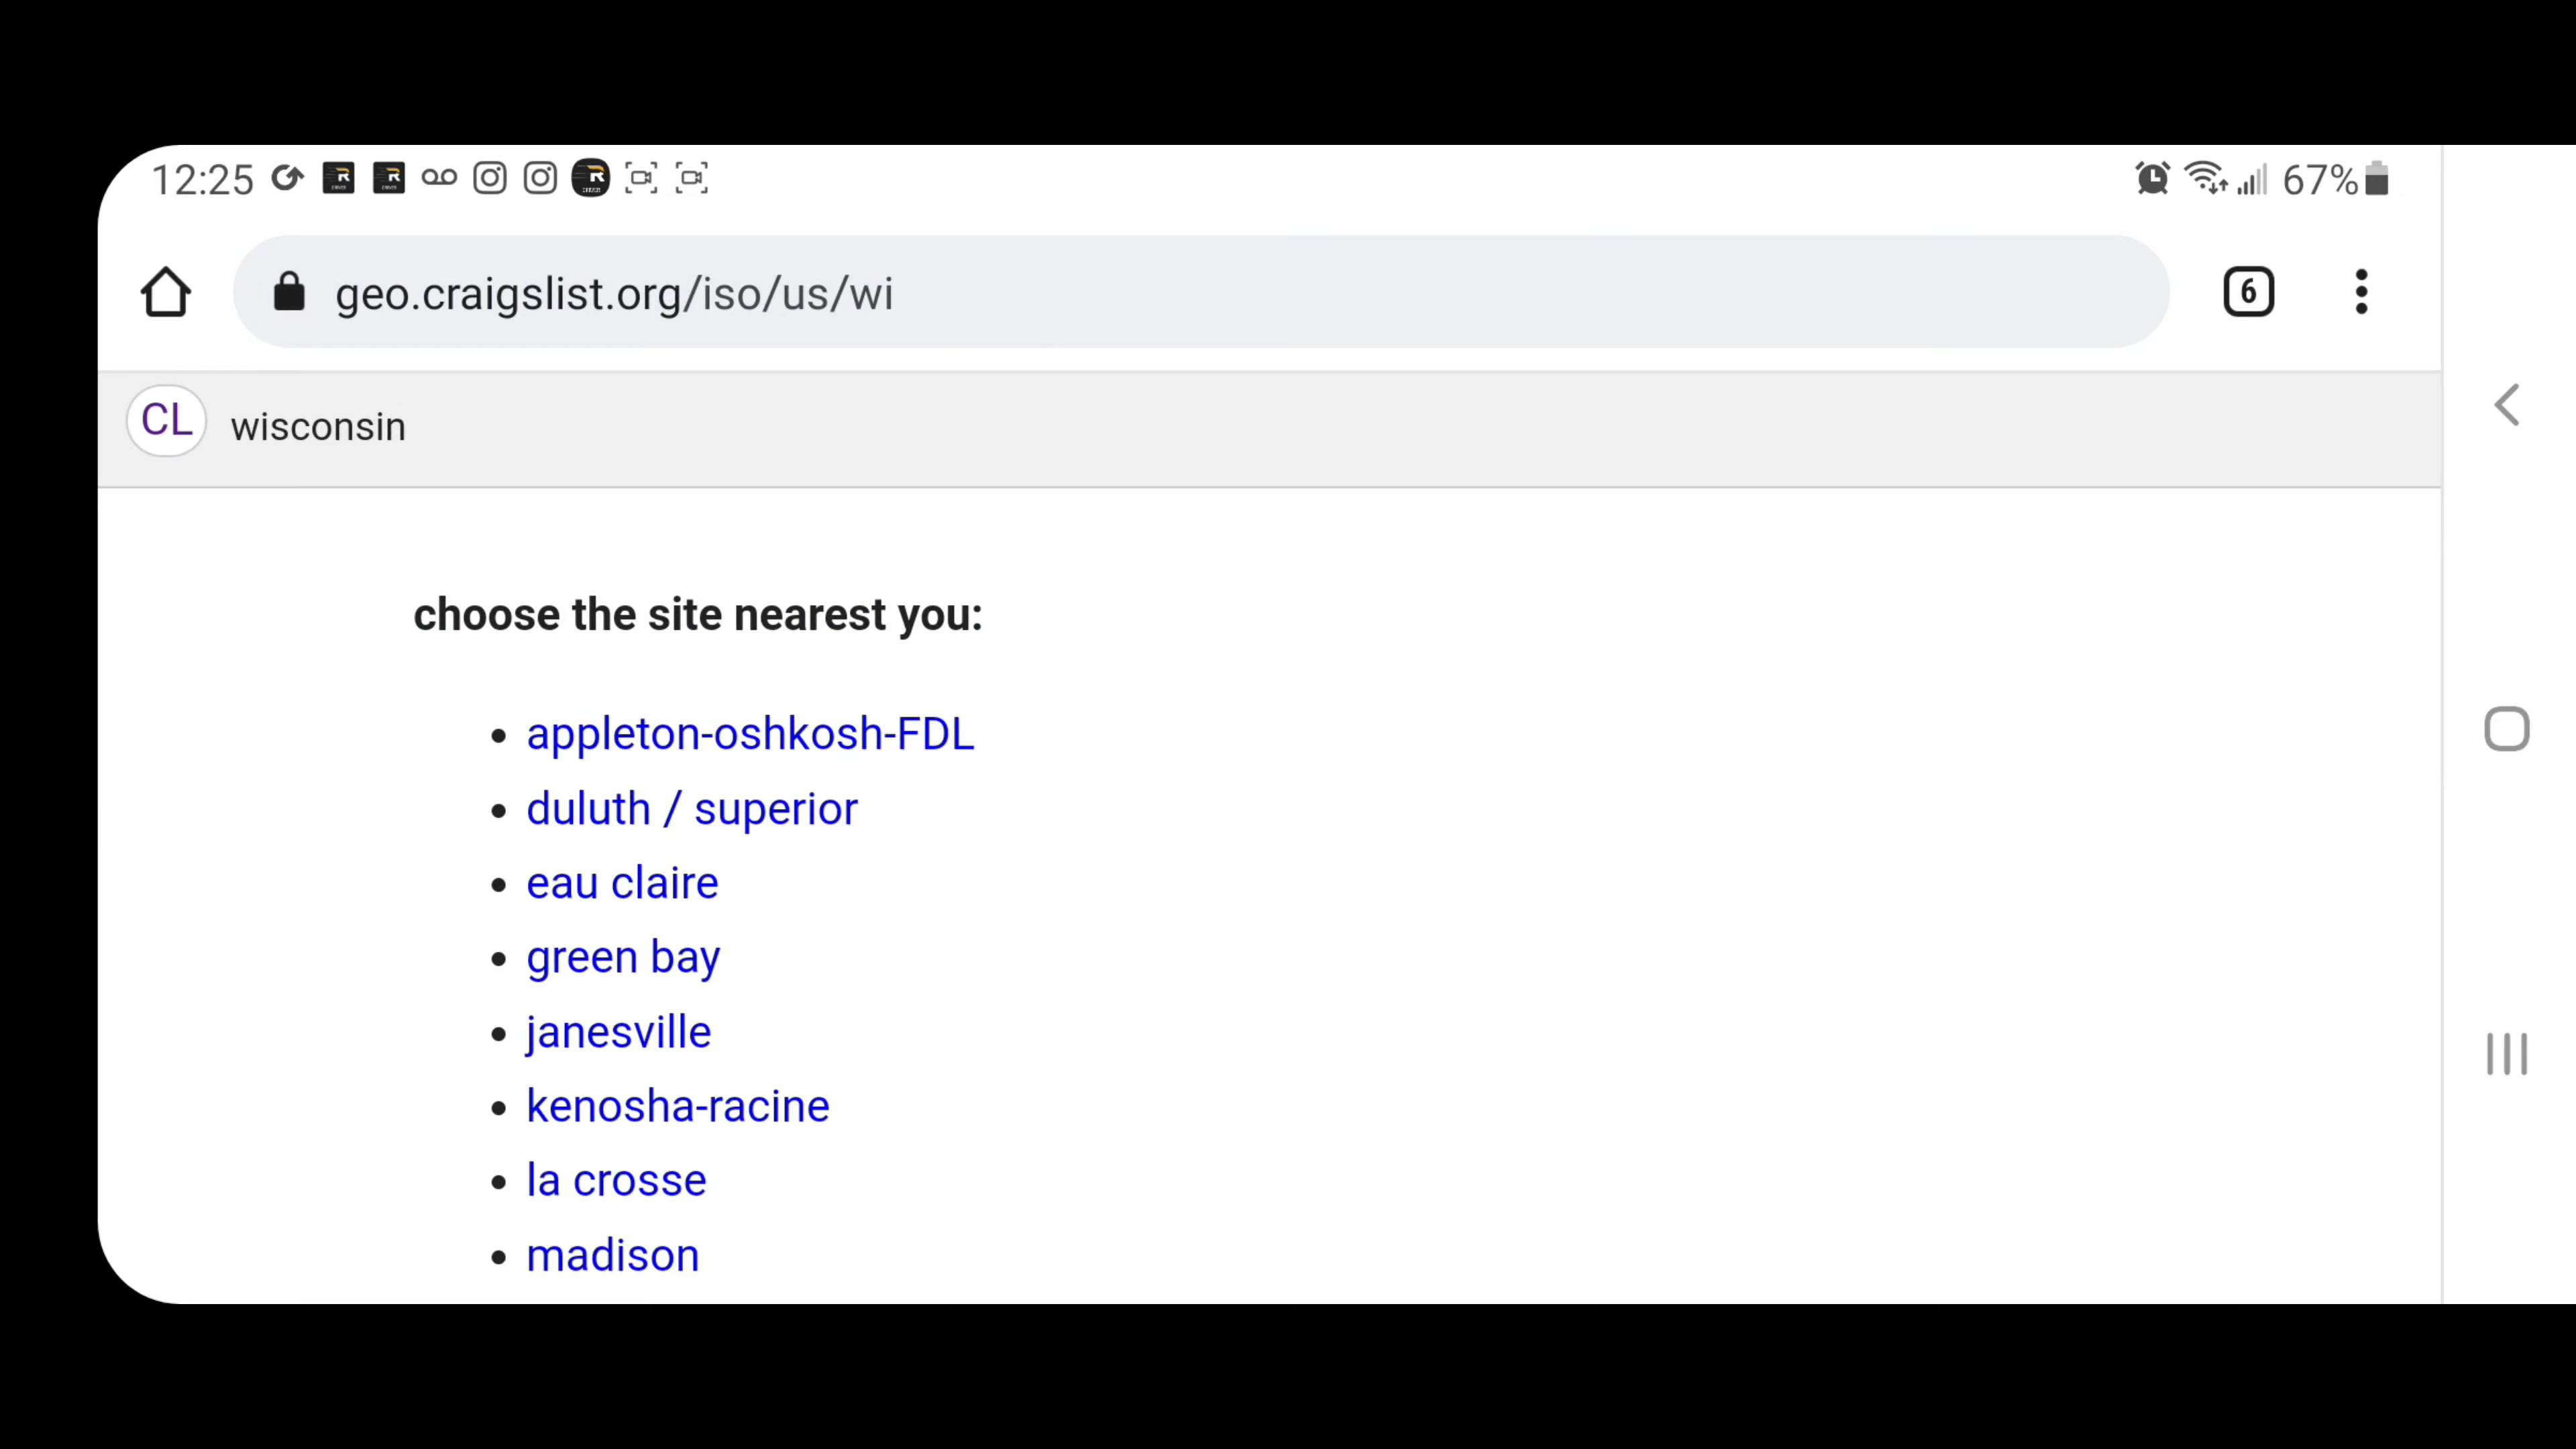 12:25 67%
geo.craigslist.org/iso/us/wi 6
CL wisconsin
choose the site nearest you:
appleton-oshkosh-FDL
duluth / superior
eau claire
green bay
janesville
kenosha-racine
la crosse
madison